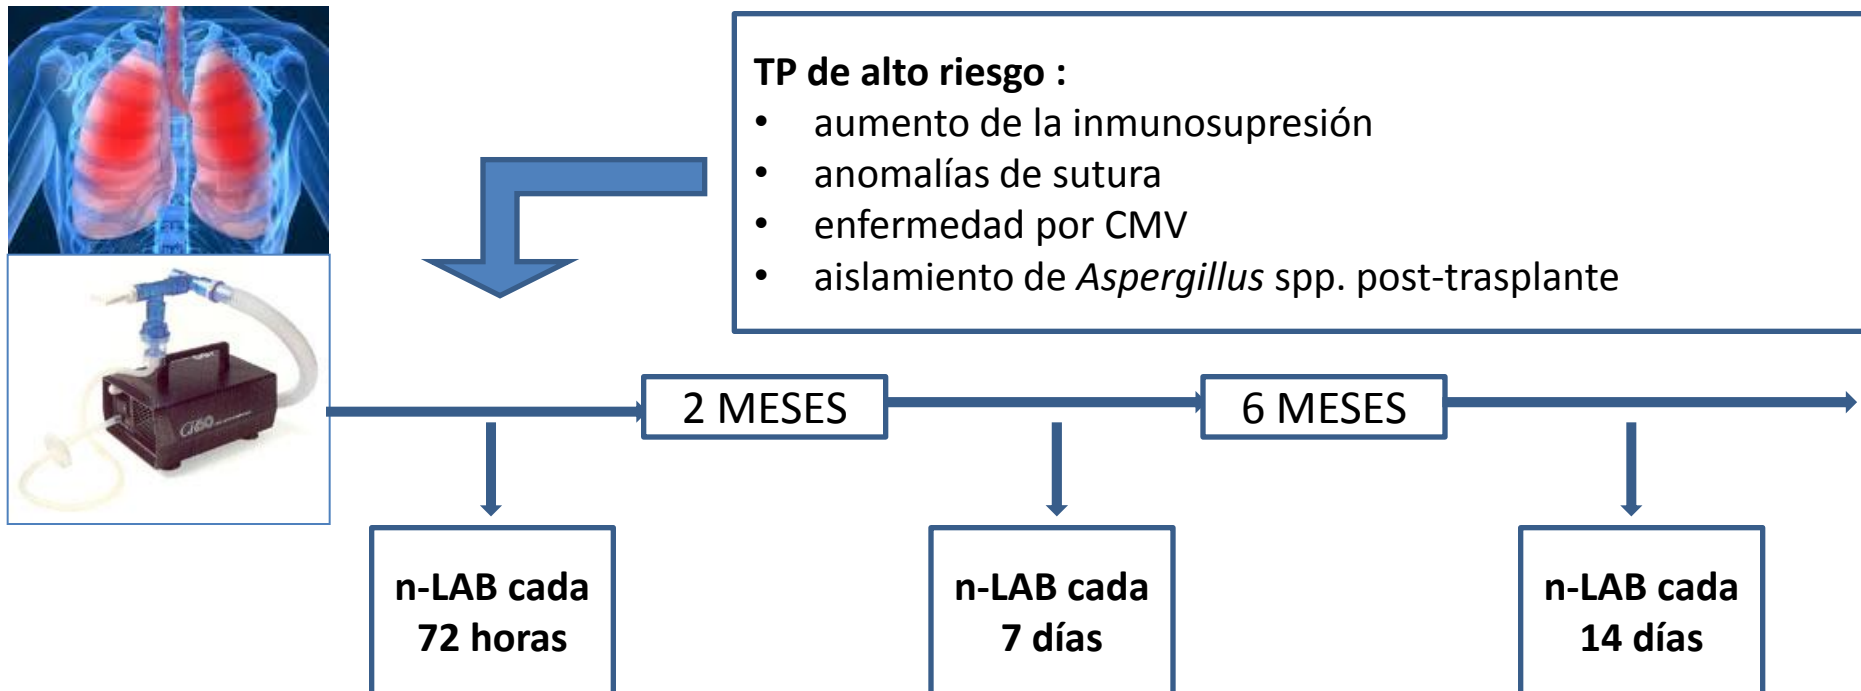 TP de alto riesgo :
• aumento de la inmunosupresión
• anomalías de sutura
• enfermedad por CMV
• aislamiento de Aspergillus spp. post-trasplante
2 MESES
6 MESES
n-LAB cada
72 horas
n-LAB cada
7 días
n-LAB cada
14 días